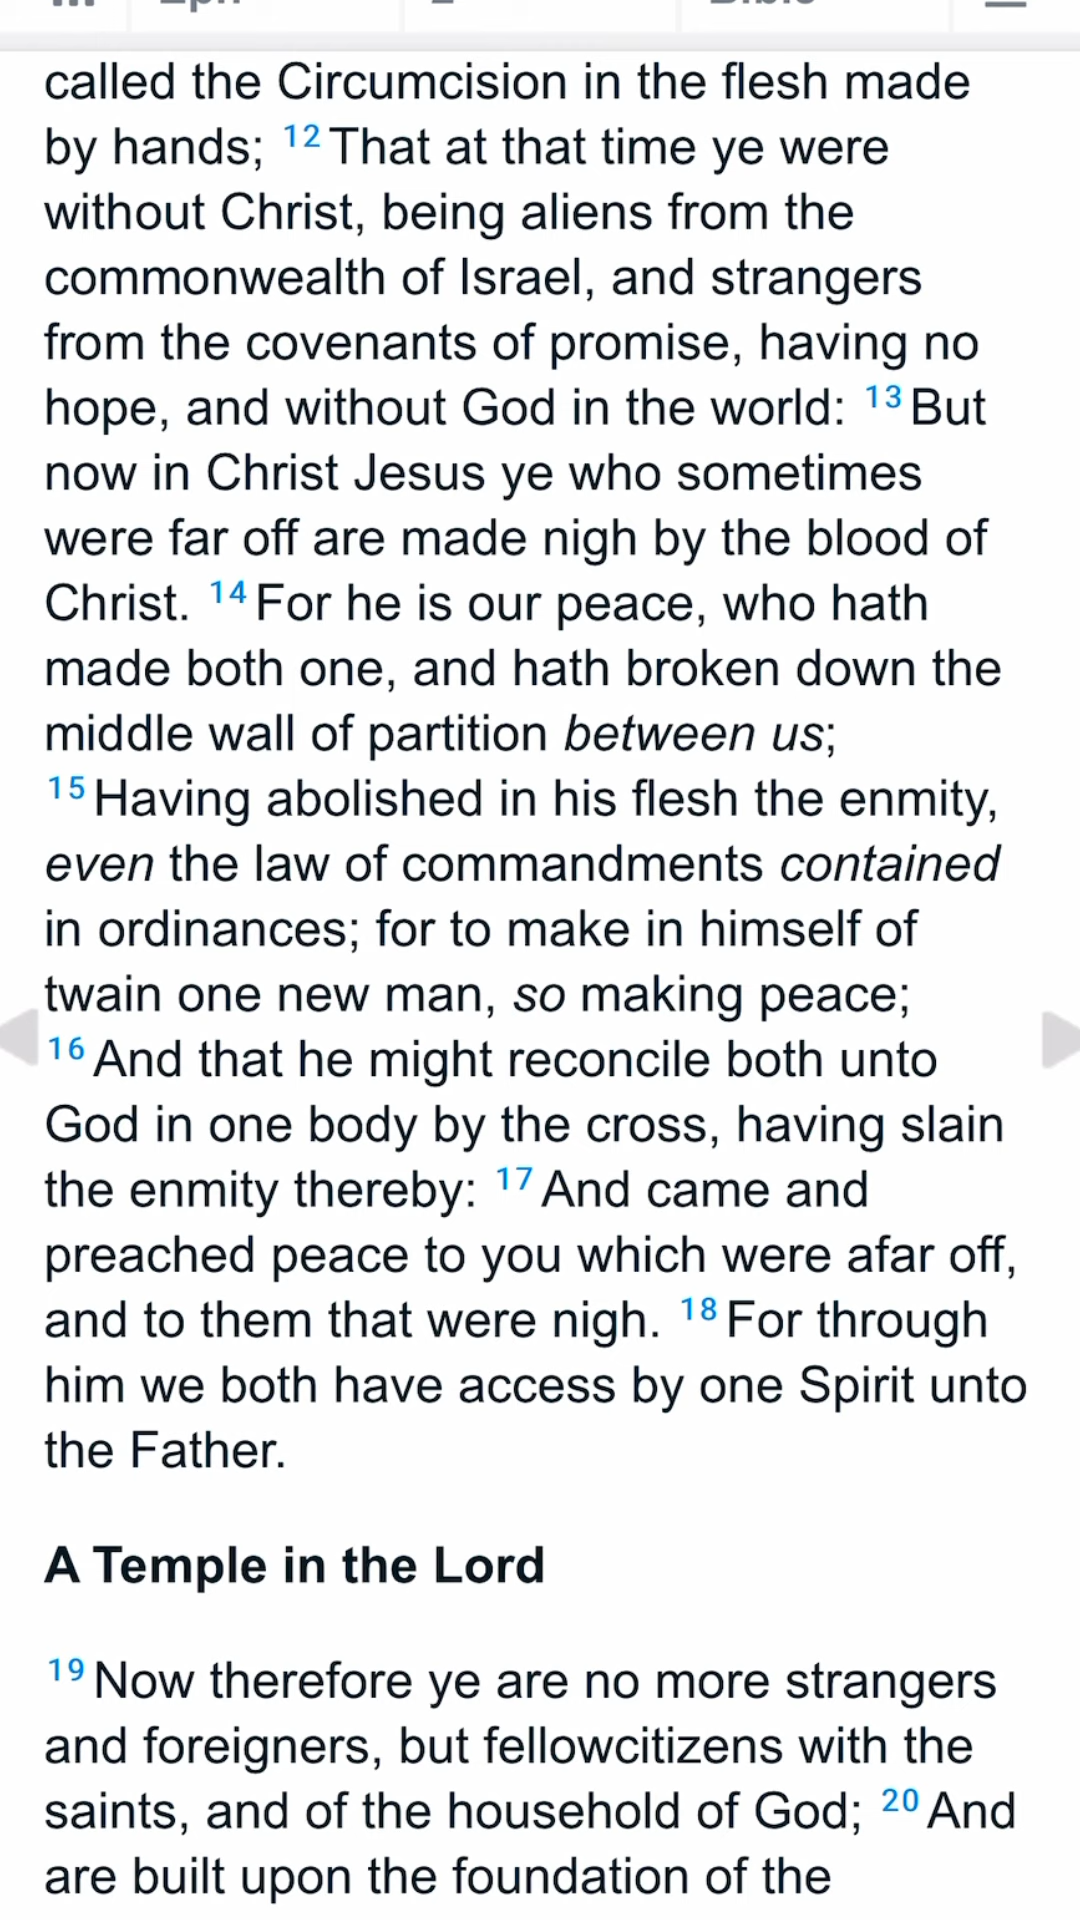 called the Circumcision in the flesh made
by hands; 12 That at that time ye were
without Christ, being aliens from the
commonwealth of Israel, and strangers
from the covenants of promise, having no
hope, and without God in the world: 13 But
now in Christ Jesus ye who sometimes
were far off are made nigh by the blood of
Christ. 14 For he is our peace, who hath
made both one, and hath broken down the
middle wall of partition between us;
15 Having abolished in his flesh the enmity,
even the law of commandments contained
in ordinances; for to make in himself of
twain one new man, so making peace;
16 And that he might reconcile both unto
God in one body by the cross, having slain
the enmity thereby: 17 And came and
preached peace to you which were afar off,
and to them that were nigh. 18 For through
him we both have access by one Spirit unto
the Father.
A Temple in the Lord
19 Now therefore ye are no more strangers
and foreigners, but fellowcitizens with the
saints, and of the household of God; 20 And
are built upon the foundation of the